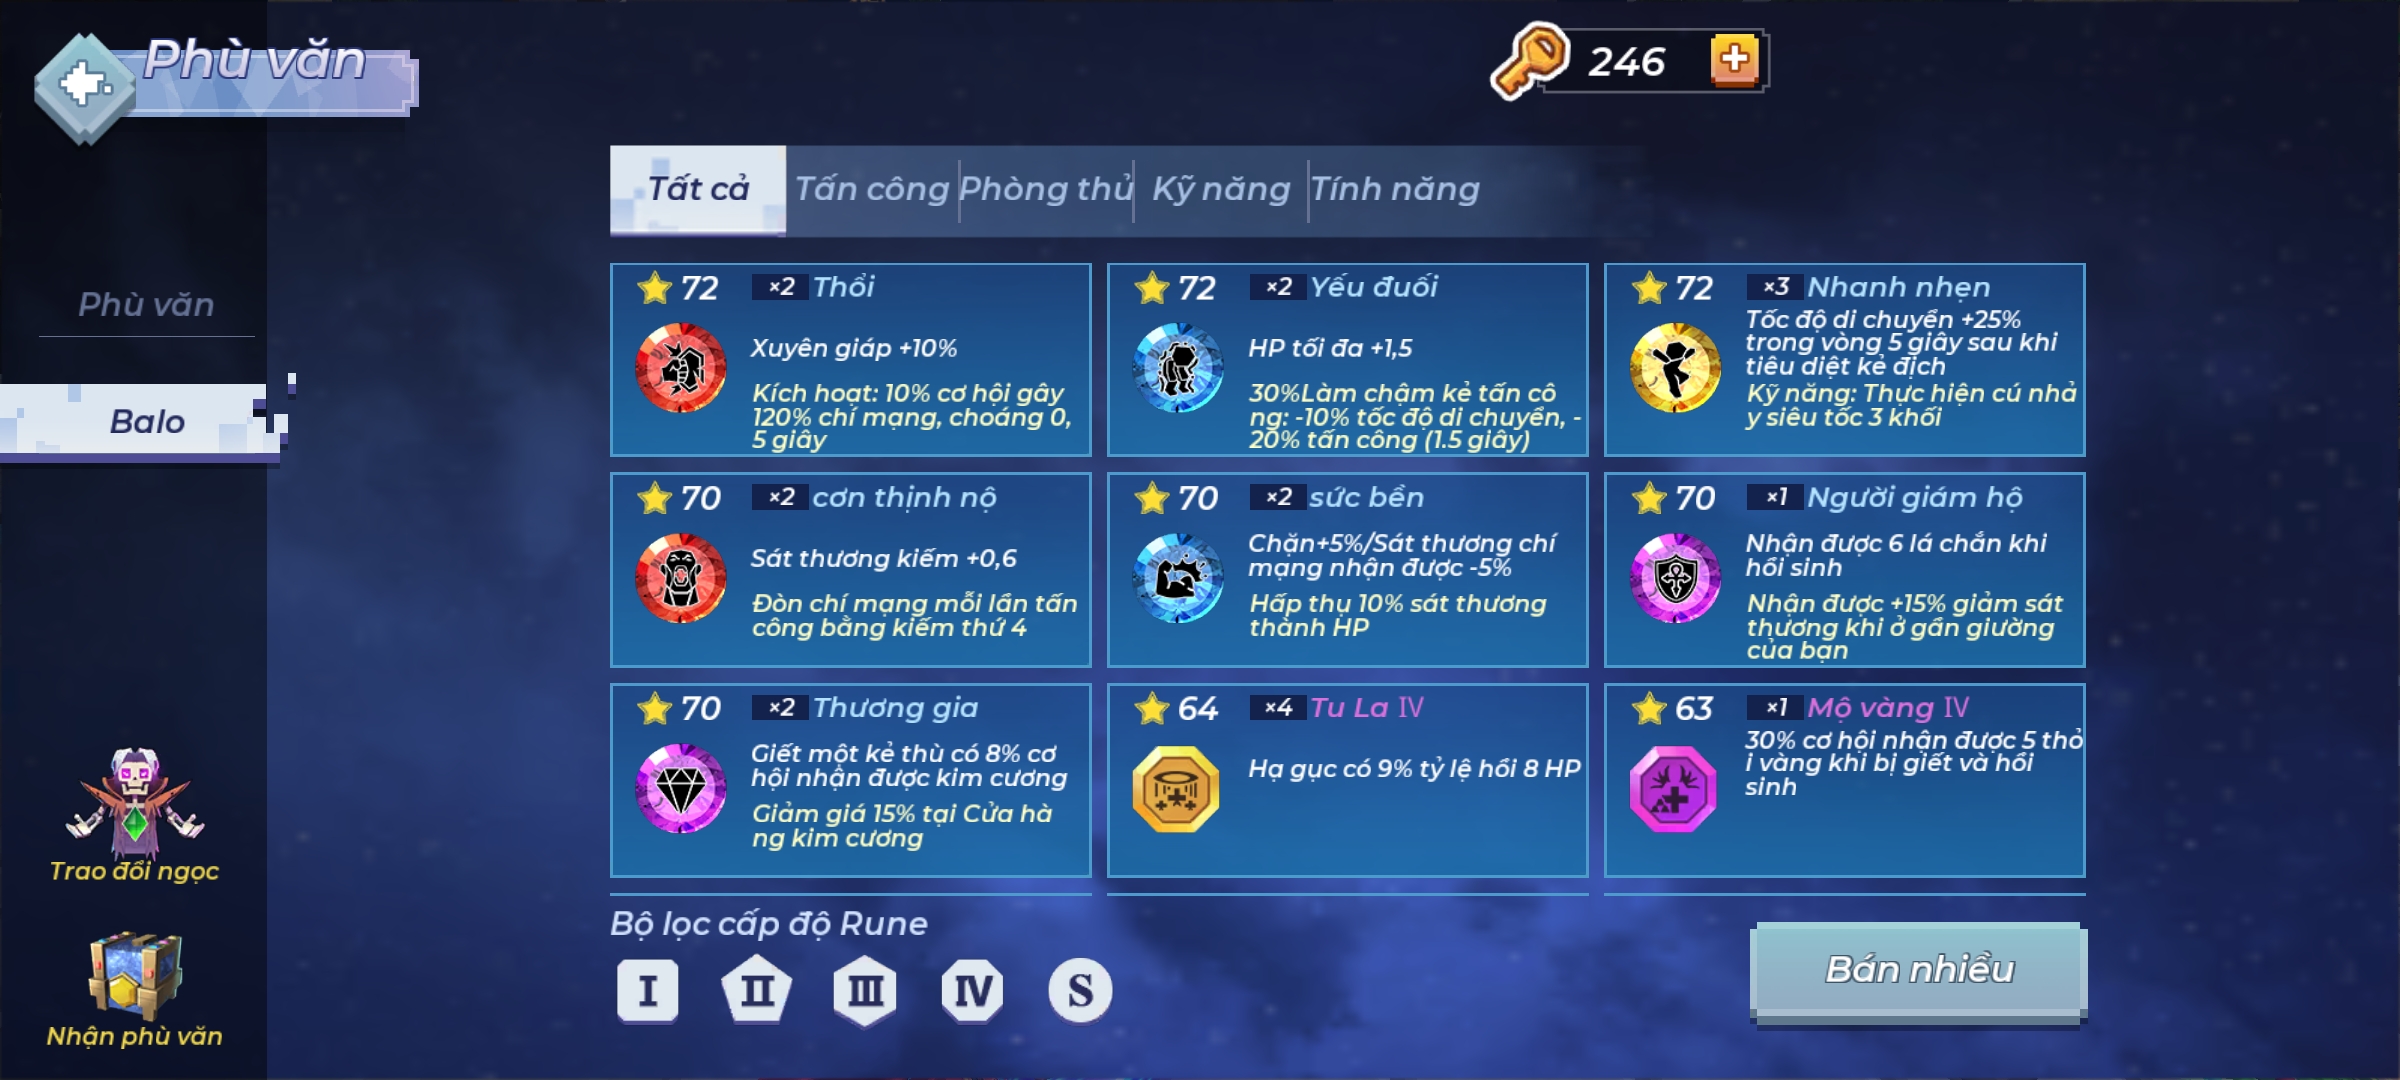 Phù văn
246
Phù văn
Balo
Trao đổi ngọc
Nhận phù văn
Tất cả
Tấn công
Phòng thủ
Kỹ năng
Tính năng
72
×2 Thổi
Xuyên giáp +10%
Kích hoạt: 10% cơ hội gây
120% chí mạng, choáng 0,
5 giây
72
×2 Yếu đuối
HP tối đa +1,5
30%Làm chậm kẻ tấn cô
ng: -10% tốc độ di chuyển, -
20% tấn công (1.5 giây)
72
×3 Nhanh nhẹn
Tốc độ di chuyển +25%
trong vòng 5 giây sau khi
tiêu diệt kẻ địch
Kỹ năng: Thực hiện cú nhả
y siêu tốc 3 khối
70
×2 cơn thịnh nộ
Sát thương kiếm +0,6
Đòn chí mạng mỗi lần tấn
công bằng kiếm thứ 4
70
×2 sức bền
Chặn+5%/Sát thương chí
mạng nhận được -5%
Hấp thụ 10% sát thương
thành HP
70
×1 Người giám hộ
Nhận được 6 lá chắn khi
hồi sinh
Nhận được +15% giảm sát
thương khi ở gần giường
của bạn
70
×2 Thương gia
Giết một kẻ thù có 8% cơ
hội nhận được kim cương
Giảm giá 15% tại Cửa hà
ng kim cương
64
×4 Tu La IV
Hạ gục có 9% tỷ lệ hồi 8 HP
63
×1 Mộ vàng IV
30% cơ hội nhận được 5 thỏ
i vàng khi bị giết và hồi
sinh
Bộ lọc cấp độ Rune
I II III IV S
Bán nhiều